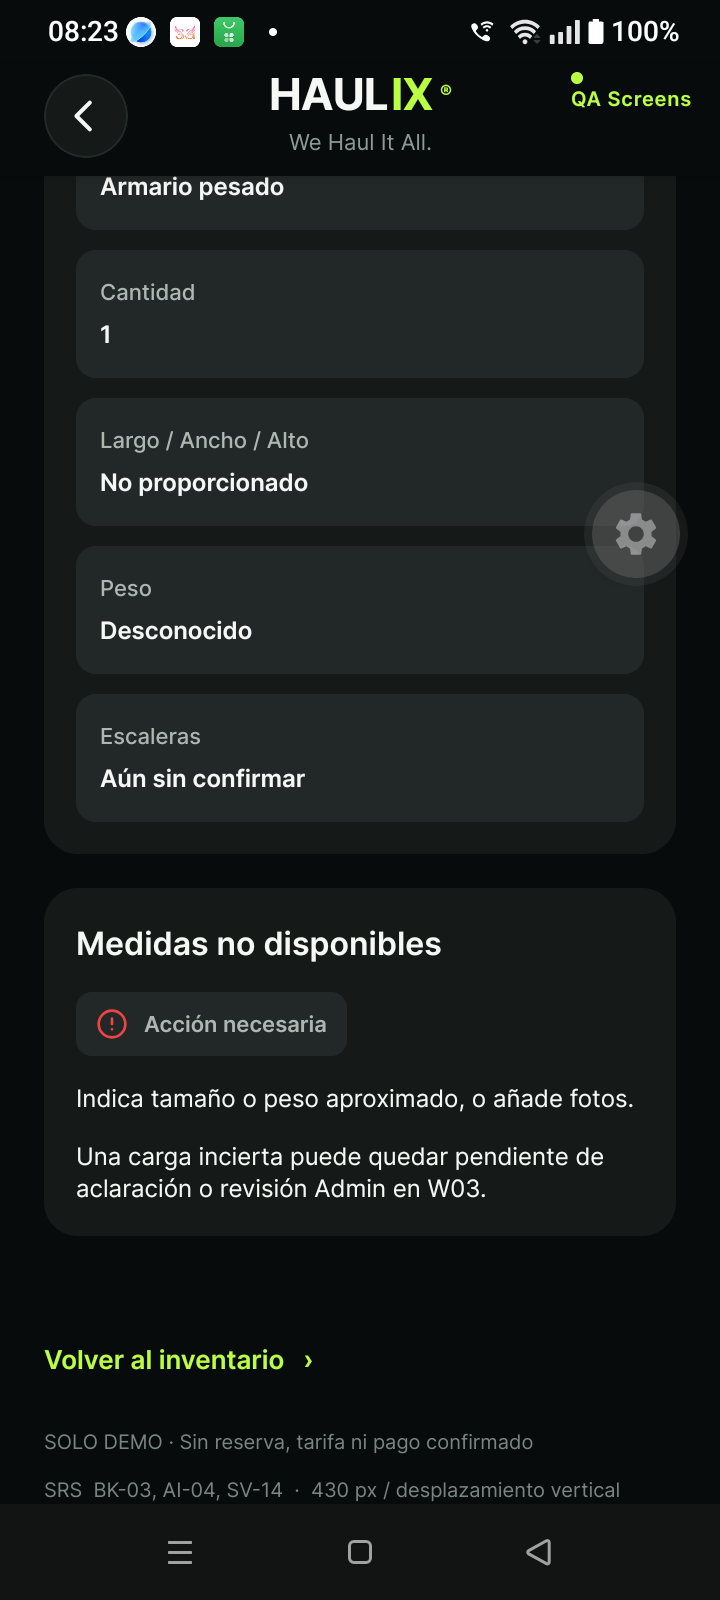 08:23
100%
HAULIX ®
QA Screens
We Haul It All.
Armario pesado
Cantidad
1
Largo / Ancho / Alto
No proporcionado
Peso
Desconocido
Escaleras
Aún sin confirmar
Medidas no disponibles
Acción necesaria
Indica tamaño o peso aproximado, o añade fotos.
Una carga incierta puede quedar pendiente de
aclaración o revisión Admin en W03.
Volver al inventario ›
SOLO DEMO · Sin reserva, tarifa ni pago confirmado
SRS BK-03, AI-04, SV-14 · 430 px / desplazamiento vertical